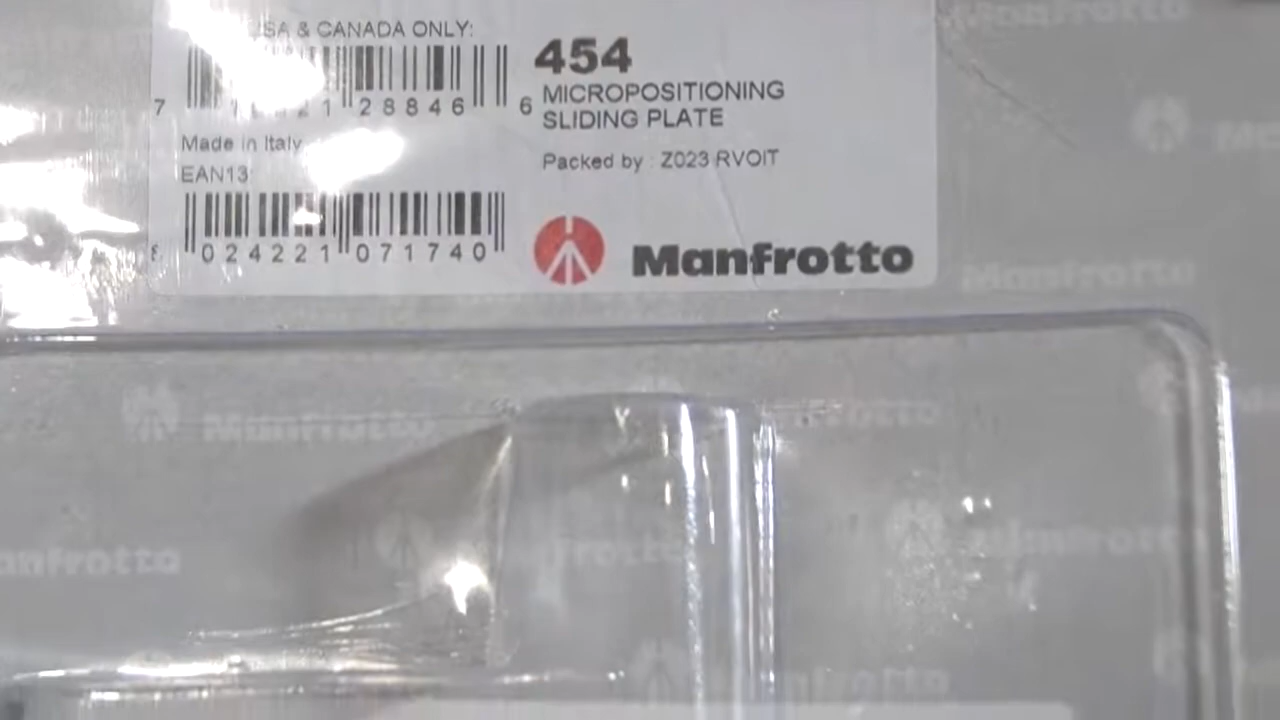 USA & CANADA ONLY:
7 1 28846 6
454
MICROPOSITIONING
SLIDING PLATE
Made in Italy
EAN13
Packed by : Z023 RVOIT
024221 071740
Manfrotto
Manfrotto
Manfrotto
Manfrotto
Manfrotto